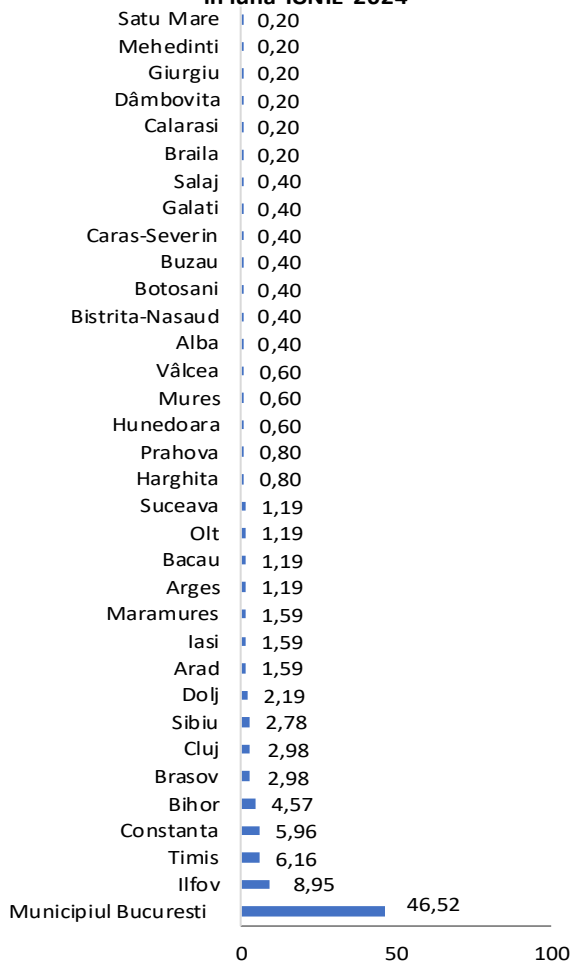 în luna IUNIE 2024
Satu Mare 0,20
Mehedinti 0,20
Giurgiu 0,20
Dâmbovita 0,20
Calarasi 0,20
Braila 0,20
Salaj 0,40
Galati 0,40
Caras-Severin 0,40
Buzau 0,40
Botosani 0,40
Bistrita-Nasaud 0,40
Alba 0,40
Vâlcea 0,60
Mures 0,60
Hunedoara 0,60
Prahova 0,80
Harghita 0,80
Suceava 1,19
Olt 1,19
Bacau 1,19
Arges 1,19
Maramures 1,59
Iasi 1,59
Arad 1,59
Dolj 2,19
Sibiu 2,78
Cluj 2,98
Brasov 2,98
Bihor 4,57
Constanta 5,96
Timis 6,16
Ilfov 8,95
Municipiul Bucuresti 46,52
0 50 100